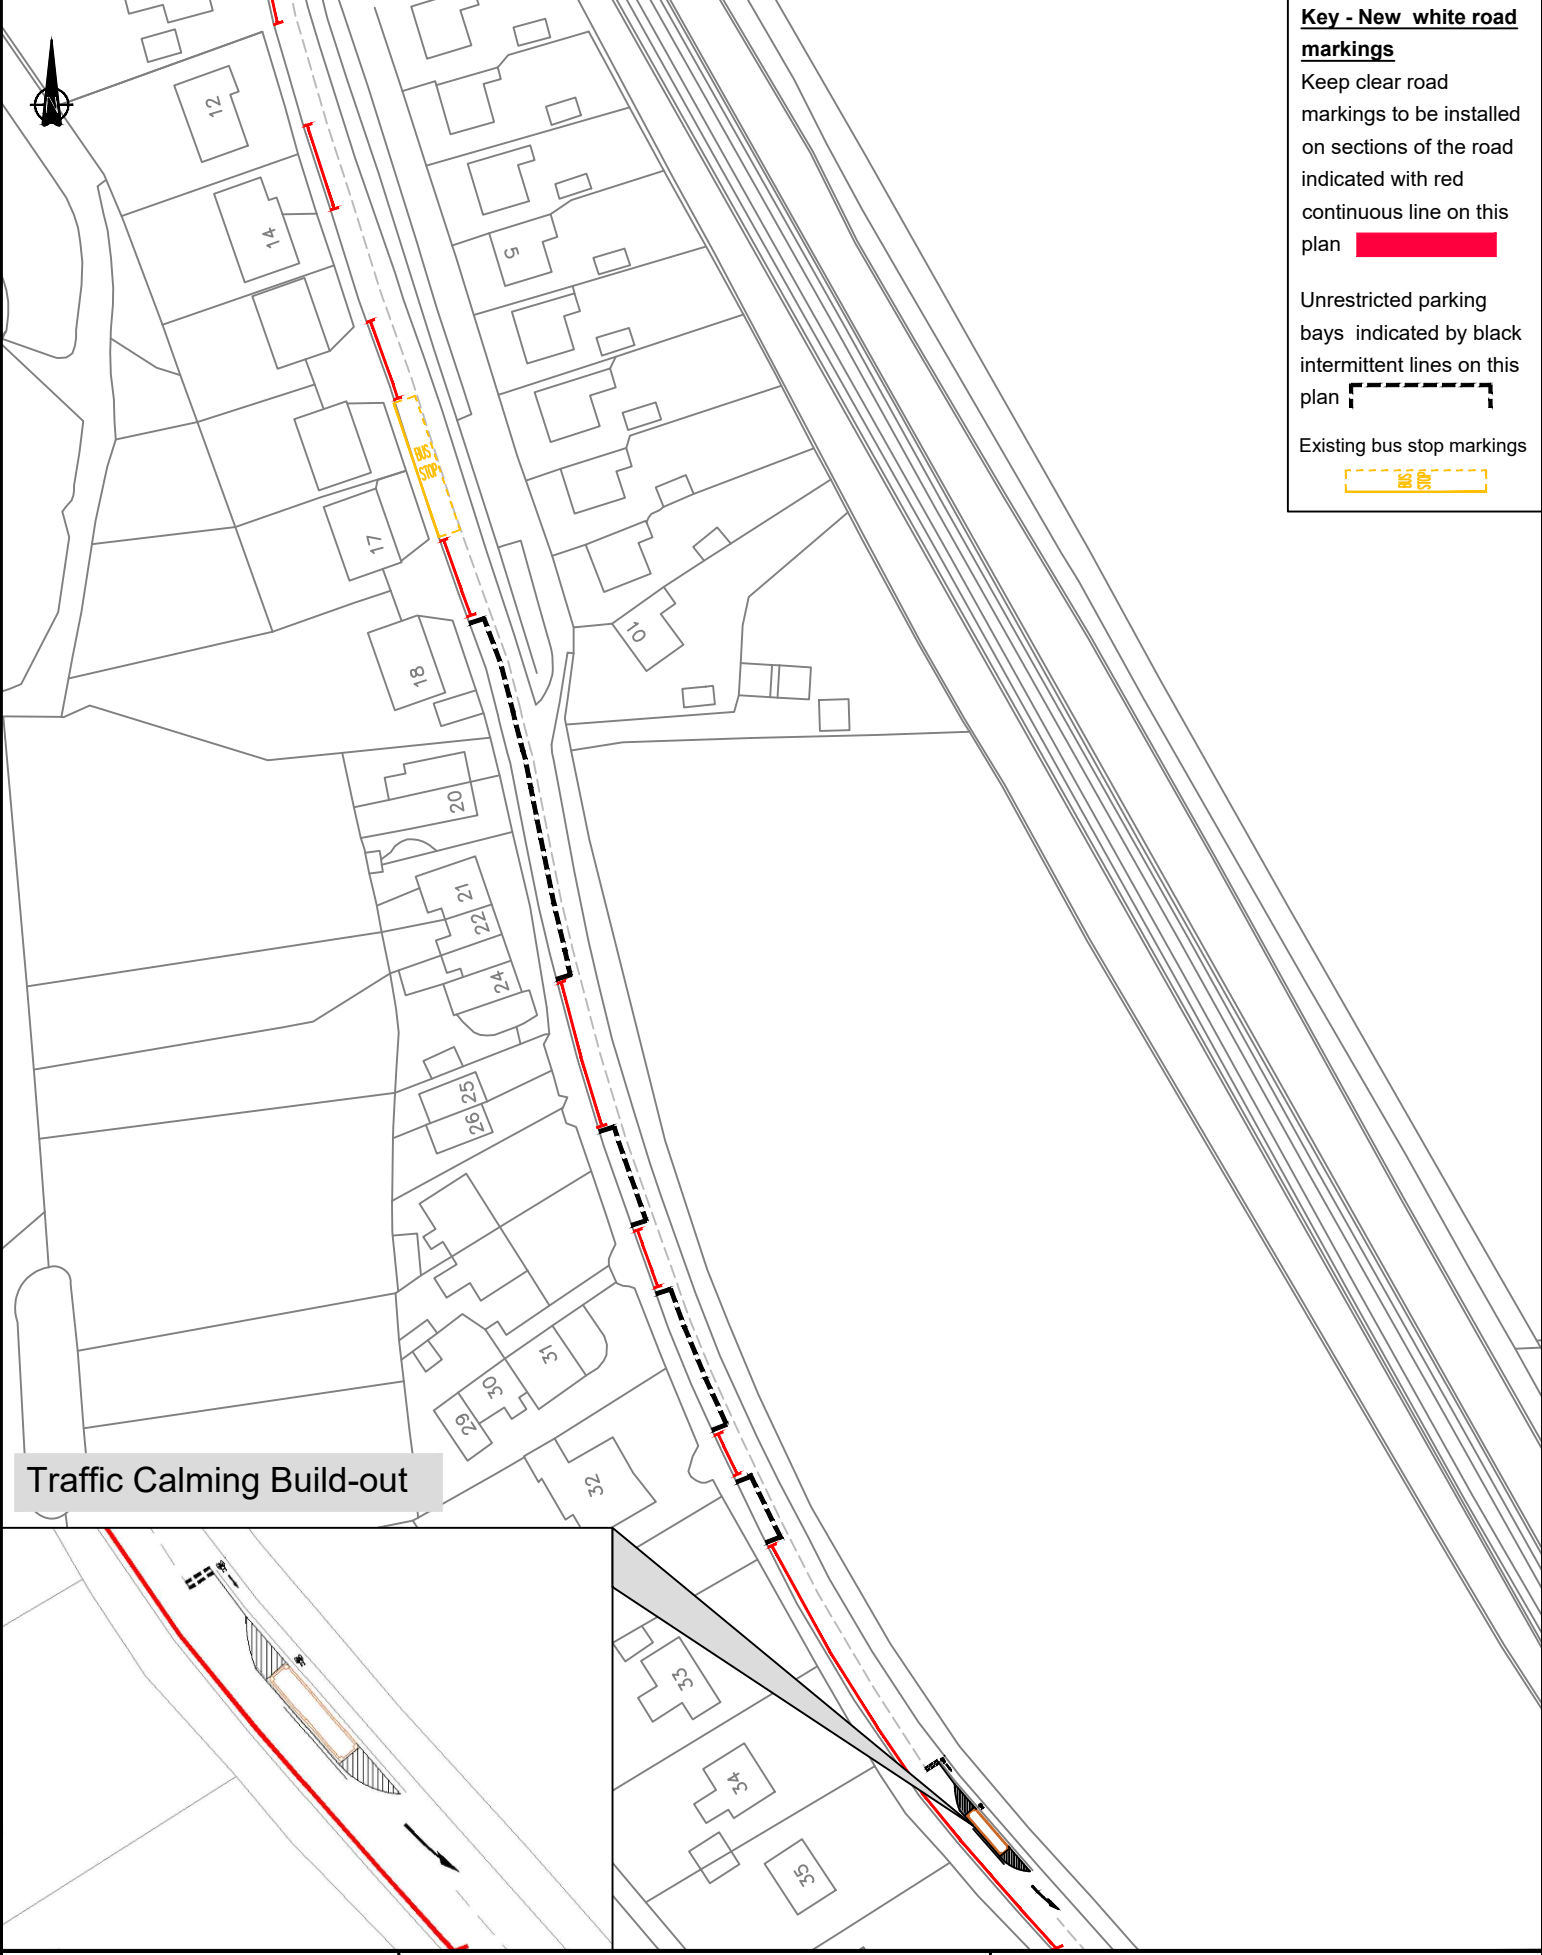 Key - New  white road
markings
Keep clear road
markings to be installed
on sections of the road
indicated with red
continuous line on this
plan
Unrestricted parking
bays  indicated by black
intermittent lines on this
plan
Existing bus stop markings
BUS
STOP
12
14
5
BUS
STOP
17
10
18
20
21
22
24
25
26
31
30
29
32
Traffic Calming Build-out
33
34
35